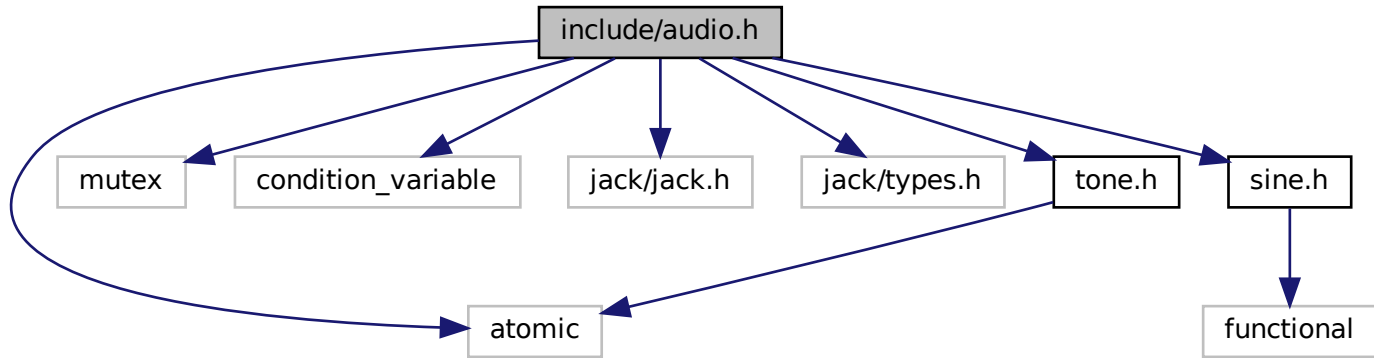 include/audio.h
mutex
condition_variable
jack/jack.h
jack/types.h
tone.h
sine.h
atomic
functional